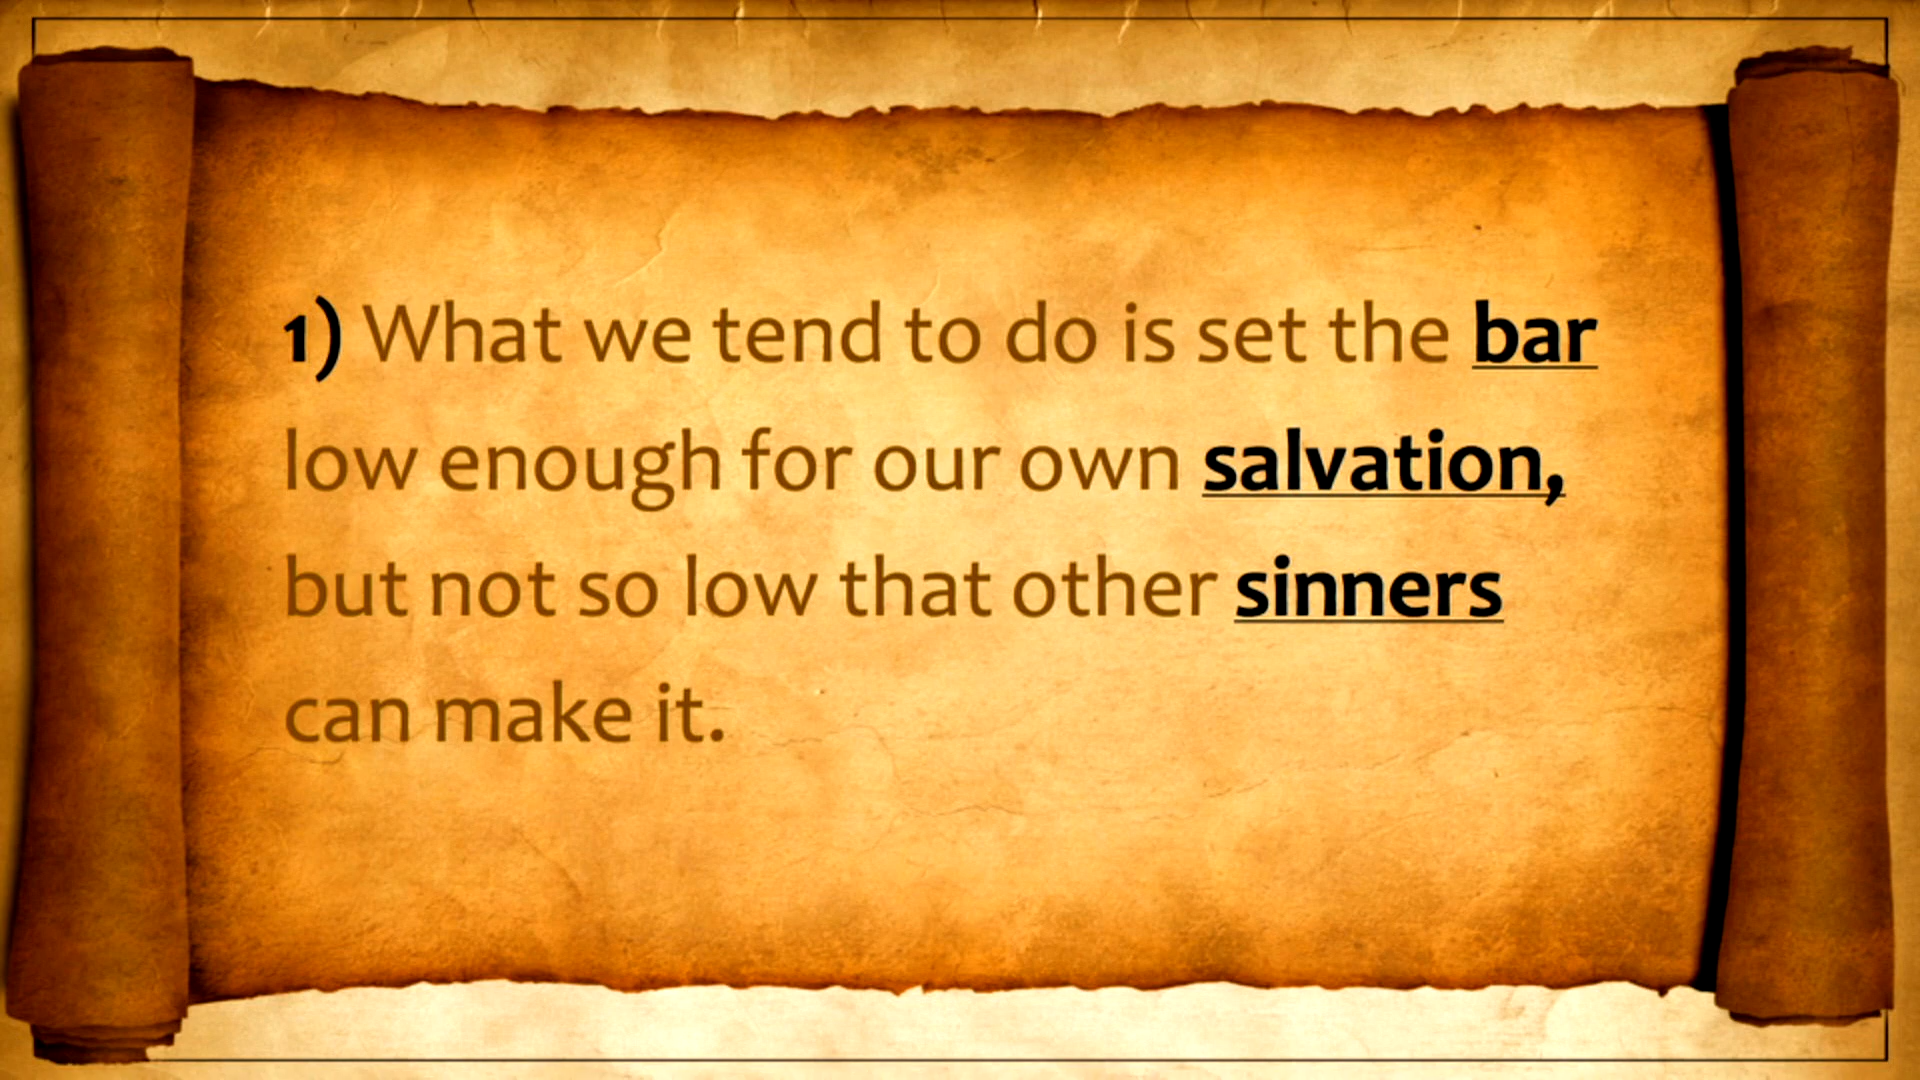 1) What we tend to do is set the bar
low enough for our own salvation,
but not so low that other sinners
can make it.